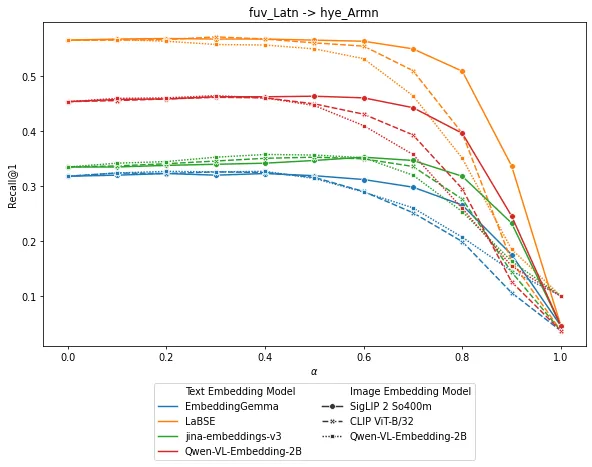 fuv_Latn -> hye_Armn
Recall@1
0.5
0.4
0.3
0.2
0.1
0.0 0.2 0.4 0.6 0.8 1.0
α
Text Embedding Model
EmbeddingGemma
LaBSE
jina-embeddings-v3
Qwen-VL-Embedding-2B
Image Embedding Model
SigLIP 2 So400m
CLIP ViT-B/32
Qwen-VL-Embedding-2B